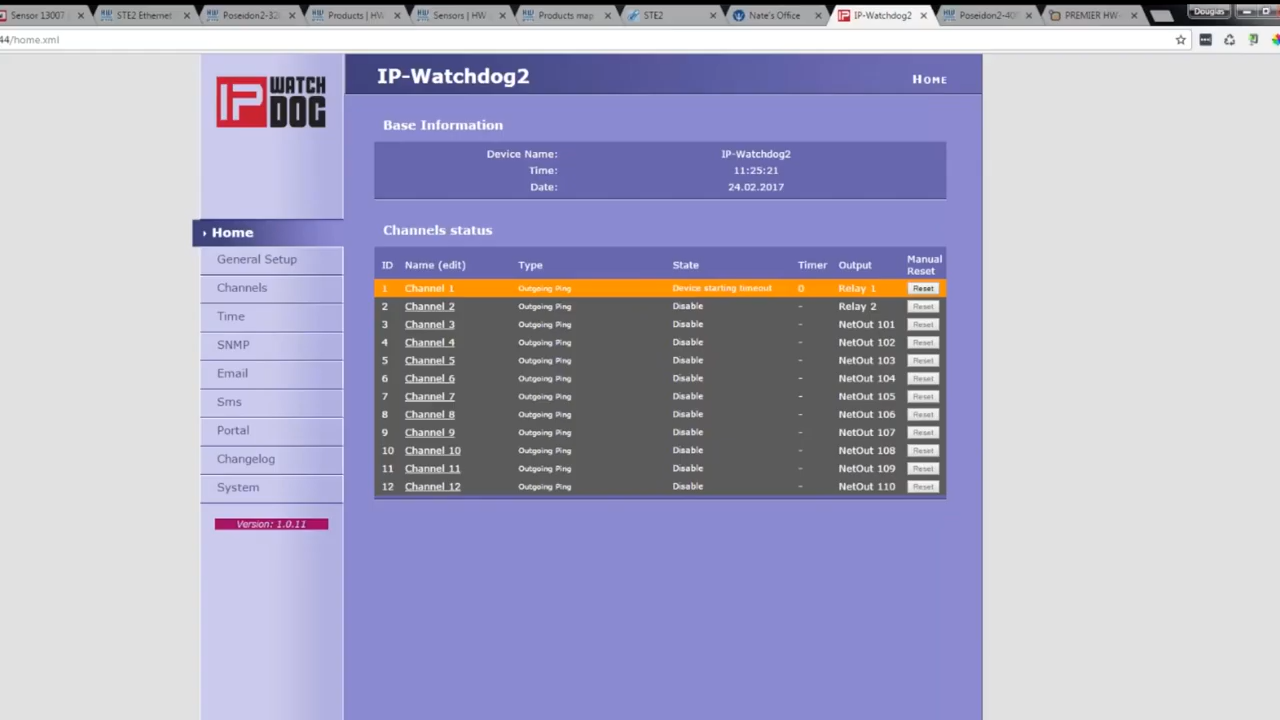 Sensor 13007
STE2 Ethernet
Poseidon2-32
Products | HW
Sensors | HW
Products map
STE2
Nate's Office
IP-Watchdog2
Poseidon2-400
PREMIER HW
Douglas
44/home.xml
IP WATCH DOG
IP-Watchdog2
Home
Base Information
Device Name: IP-Watchdog2
Time: 11:25:21
Date: 24.02.2017
Home
General Setup
Channels
Time
SNMP
Email
Sms
Portal
Changelog
System
Version: 1.0.11
Channels status
ID Name (edit) Type State Timer Output Manual Reset
1 Channel 1 Outgoing Ping Device starting timeout 0 Relay 1 Reset
2 Channel 2 Outgoing Ping Disable - Relay 2 Reset
3 Channel 3 Outgoing Ping Disable - NetOut 101 Reset
4 Channel 4 Outgoing Ping Disable - NetOut 102 Reset
5 Channel 5 Outgoing Ping Disable - NetOut 103 Reset
6 Channel 6 Outgoing Ping Disable - NetOut 104 Reset
7 Channel 7 Outgoing Ping Disable - NetOut 105 Reset
8 Channel 8 Outgoing Ping Disable - NetOut 106 Reset
9 Channel 9 Outgoing Ping Disable - NetOut 107 Reset
10 Channel 10 Outgoing Ping Disable - NetOut 108 Reset
11 Channel 11 Outgoing Ping Disable - NetOut 109 Reset
12 Channel 12 Outgoing Ping Disable - NetOut 110 Reset